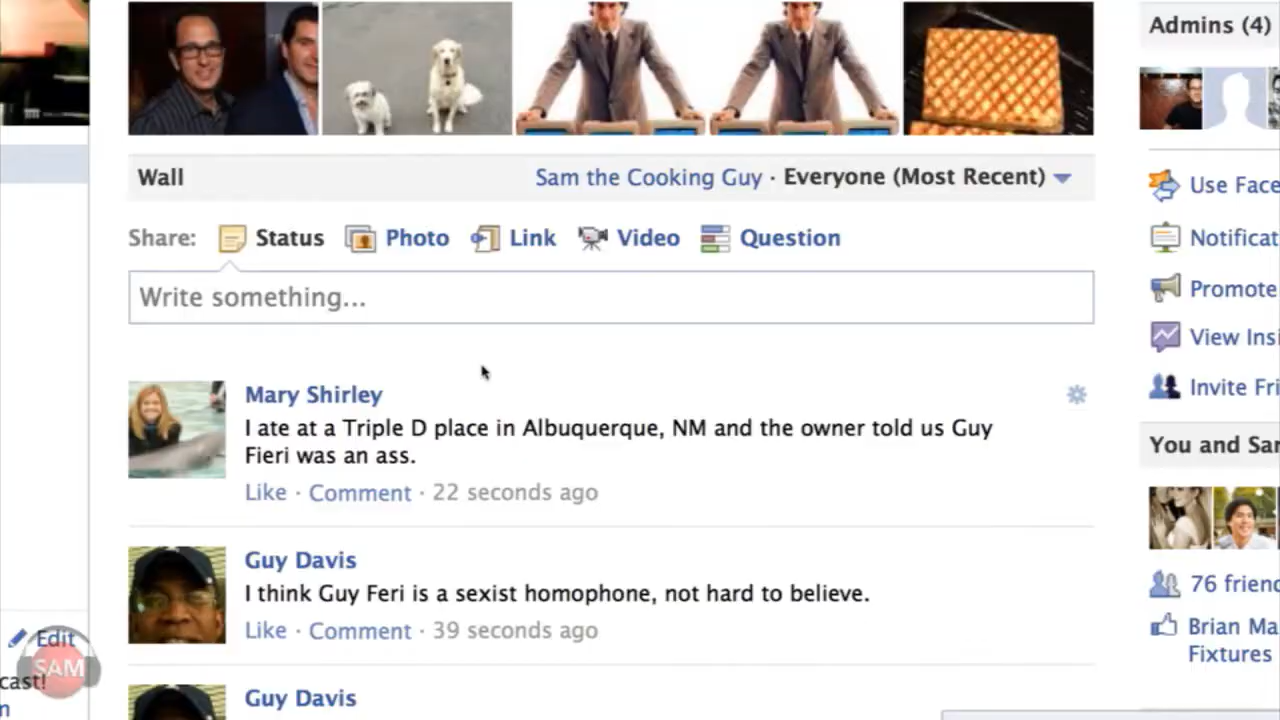 Admins (4)
Wall
Sam the Cooking Guy · Everyone (Most Recent)
Share: Status Photo Link Video Question
Write something...
Mary Shirley
I ate at a Triple D place in Albuquerque, NM and the owner told us Guy
Fieri was an ass.
Like · Comment · 22 seconds ago
Guy Davis
I think Guy Feri is a sexist homophone, not hard to believe.
Like · Comment · 39 seconds ago
Guy Davis
Use Face
Notificat
Promote
View Insi
Invite Fri
You and Sa
76 friend
Brian Ma
Fixtures
Edit
SAM
cast!
n